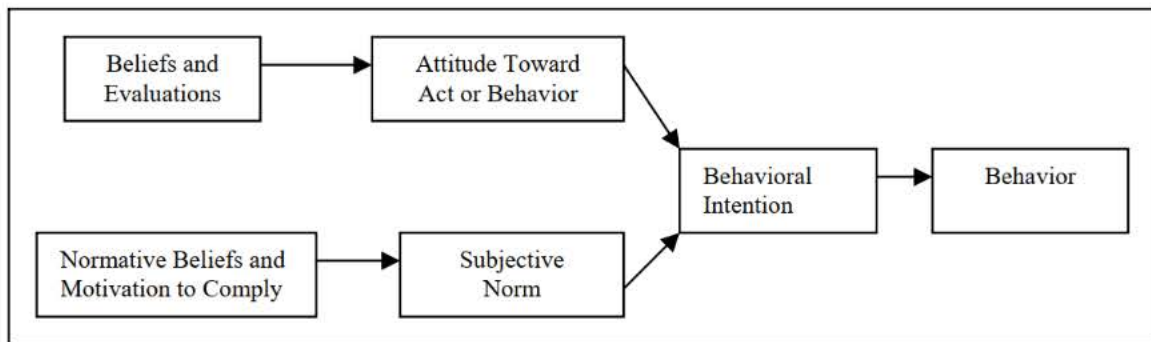 Beliefs and
Evaluations
Attitude Toward
Act or Behavior
Behavioral
Intention
Behavior
Normative Beliefs and
Motivation to Comply
Subjective
Norm